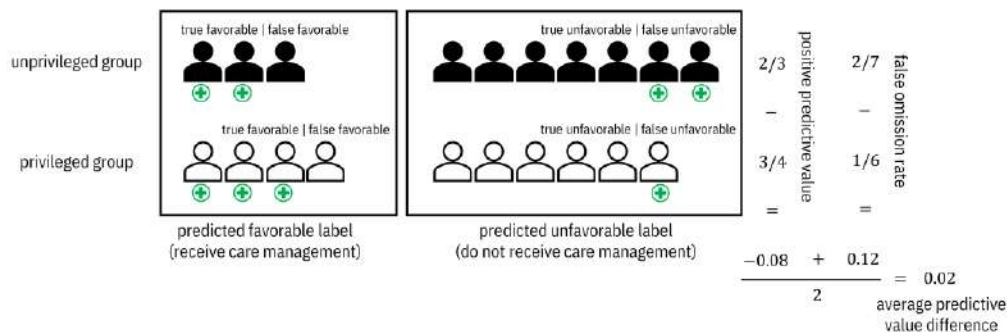 true favorable | false favorable
true unfavorable | false unfavorable
unprivileged group
2/3
positive predictive value
2/7
false omission rate
−
−
true favorable | false favorable
true unfavorable | false unfavorable
privileged group
3/4
1/6
=
=
predicted favorable label
(receive care management)
predicted unfavorable label
(do not receive care management)
−0.08 + 0.12
2
= 0.02
average predictive
value difference